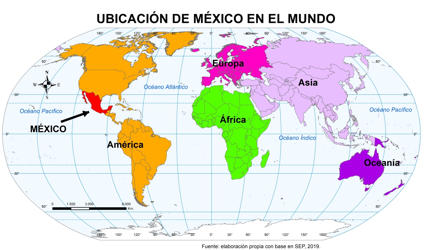 UBICACIÓN DE MÉXICO EN EL MUNDO
Europa
Asia
Océano Atlántico
Océano Pacífico
Océano Pacífico
MÉXICO
África
América
Océano Índico
Oceanía
Fuente: elaboración propia con base en SEP, 2019.